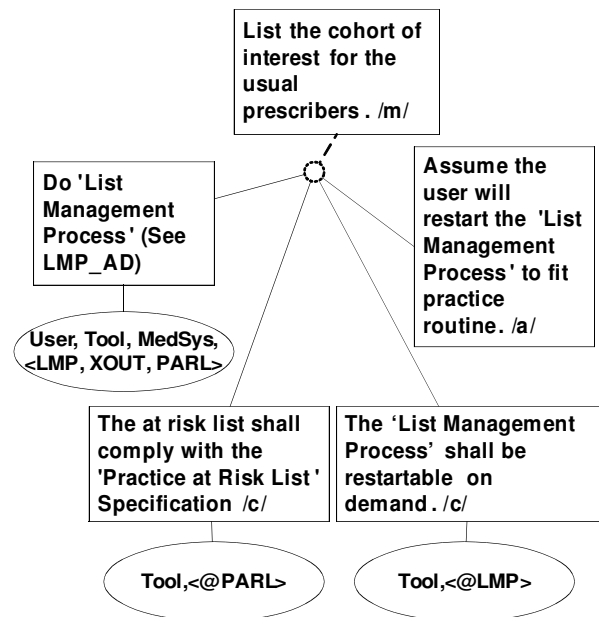 List the cohort of
interest for the
usual
prescribers . /m/
Do 'List
Management
Process' (See
LMP_AD)
User, Tool, MedSys,
<LMP, XOUT, PARL>
Assume the
user will
restart the 'List
Management
Process' to fit
practice
routine. /a/
The at risk list shall
comply with the
'Practice at Risk List '
Specification /c/
Tool,<@PARL>
The ‘List Management
Process’ shall be
restartable on
demand . /c/
Tool,<@LMP>